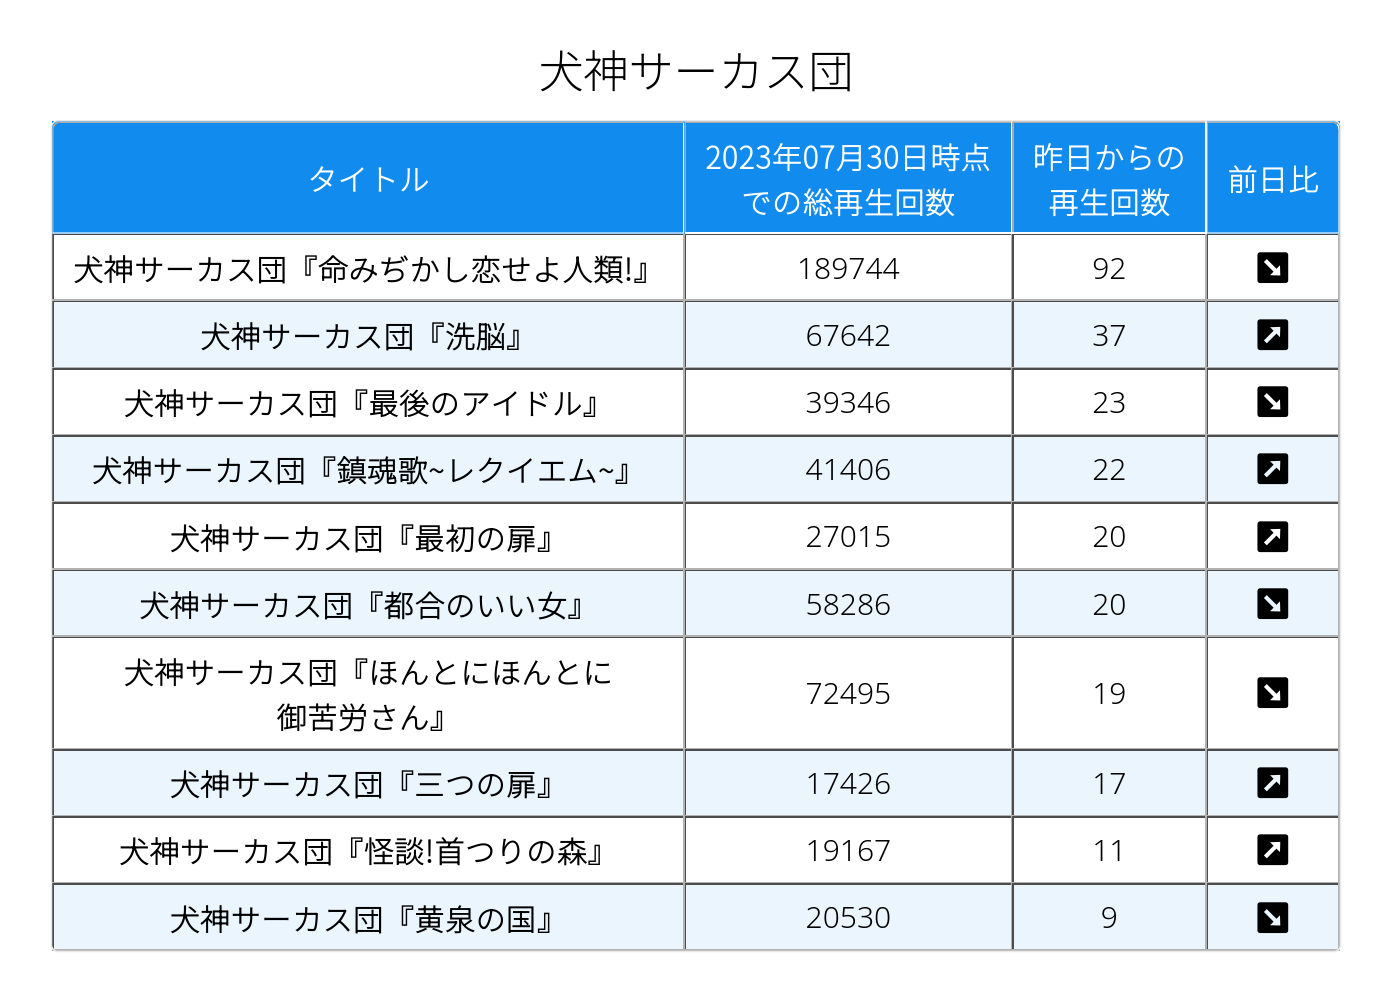 犬神サーカス団
タイトル
2023年07月30日時点
での総再生回数
昨日からの
再生回数
前日比
犬神サーカス団『命みぢかし恋せよ人類!』 189744 92 ↘
犬神サーカス団『洗脳』 67642 37 ↗
犬神サーカス団『最後のアイドル』 39346 23 ↘
犬神サーカス団『鎮魂歌~レクイエム~』 41406 22 ↗
犬神サーカス団『最初の扉』 27015 20 ↗
犬神サーカス団『都合のいい女』 58286 20 ↘
犬神サーカス団『ほんとにほんとに
御苦労さん』 72495 19 ↘
犬神サーカス団『三つの扉』 17426 17 ↗
犬神サーカス団『怪談!首つりの森』 19167 11 ↗
犬神サーカス団『黄泉の国』 20530 9 ↘